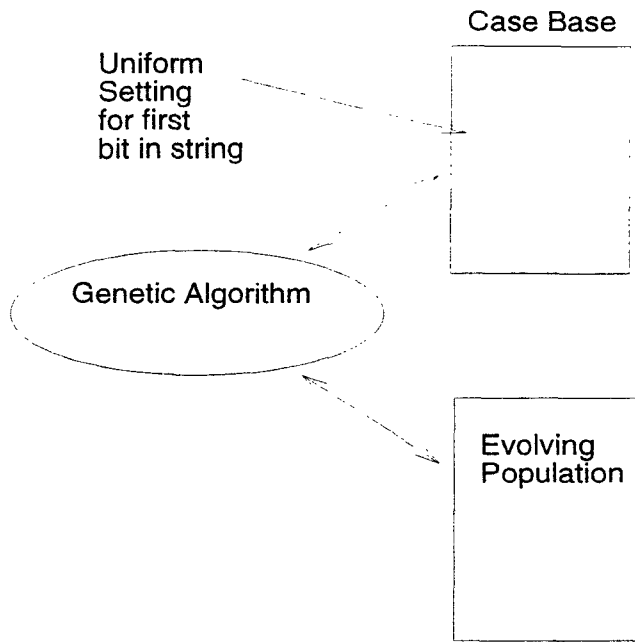 Case Base
Uniform
Setting
for first
bit in string
Genetic Algorithm
Evolving
Population